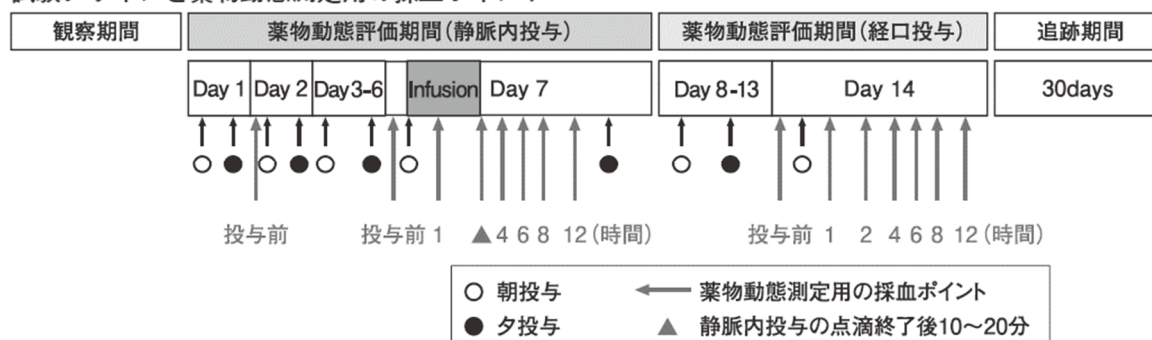 観察期間 薬物動態評価期間(静脈内投与) 薬物動態評価期間(経口投与) 追跡期間
Day 1 Day 2 Day3-6 Infusion Day 7 Day 8-13 Day 14 30days
投与前 投与前 1 ▲ 4 6 8 12(時間) 投与前 1 2 4 6 8 12(時間)
○ 朝投与 薬物動態測定用の採血ポイント
● 夕投与 ▲ 静脈内投与の点滴終了後10〜20分